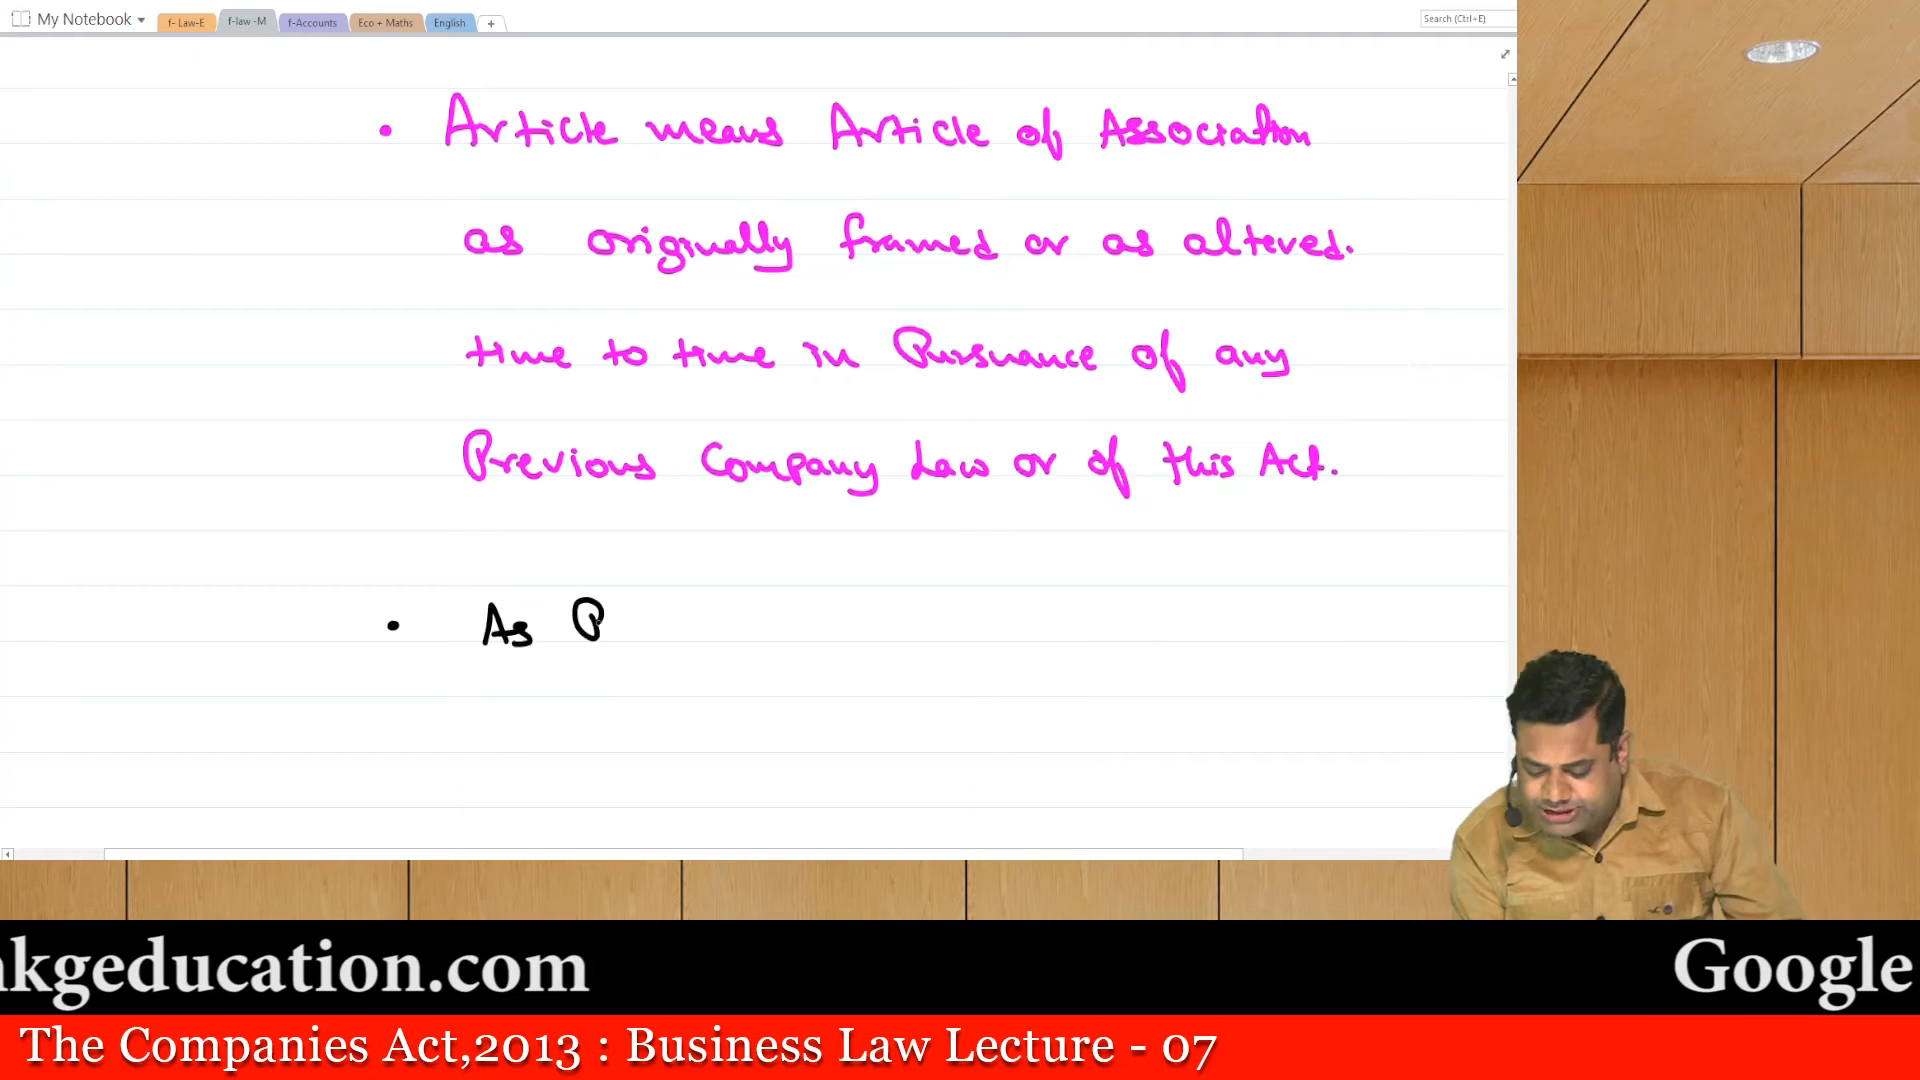 My Notebook
f- Law-E
f-law -M
f-Accounts
Eco + Maths
English
+
Search (Ctrl+E)
• Article means Article of Association
as originally framed or as altered.
time to time in Pursuance of any
Previous Company Law or of this Act.
• As P
kgeducation.com
Google
The Companies Act,2013 : Business Law Lecture - 07